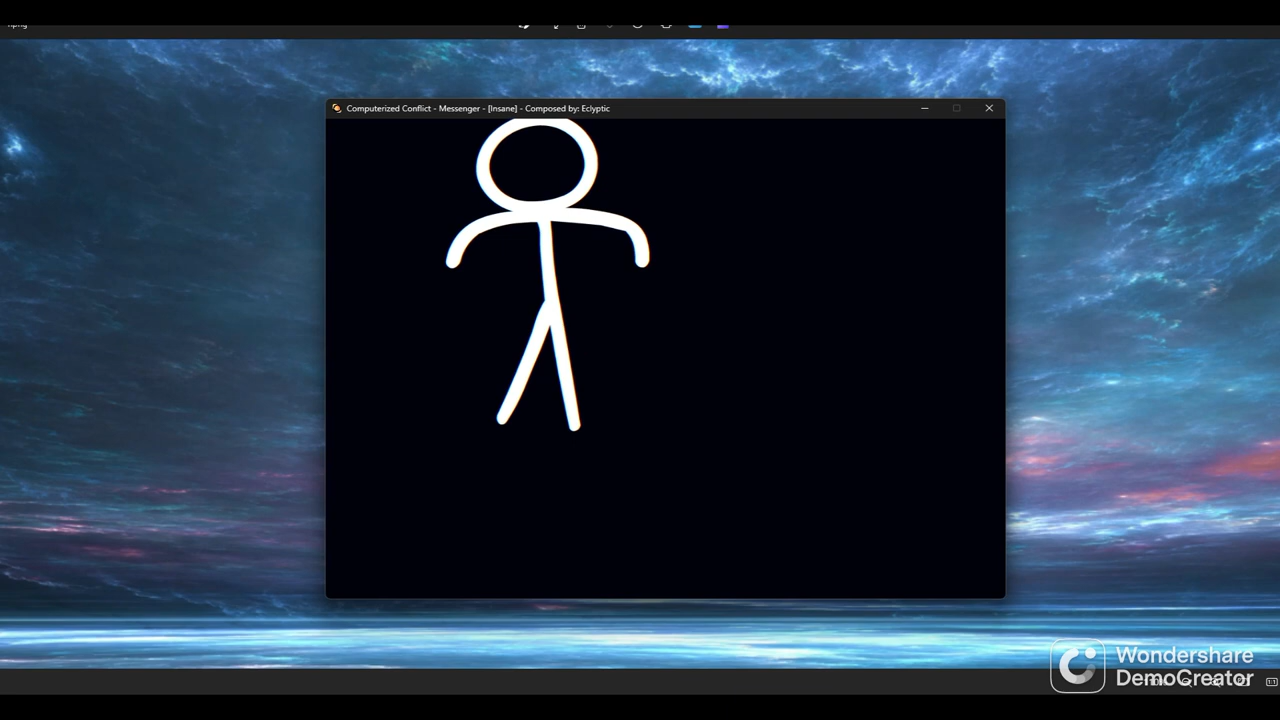 Computerized Conflict - Messenger - [Insane] - Composed by: Eclyptic
Wondershare
DemoCreator